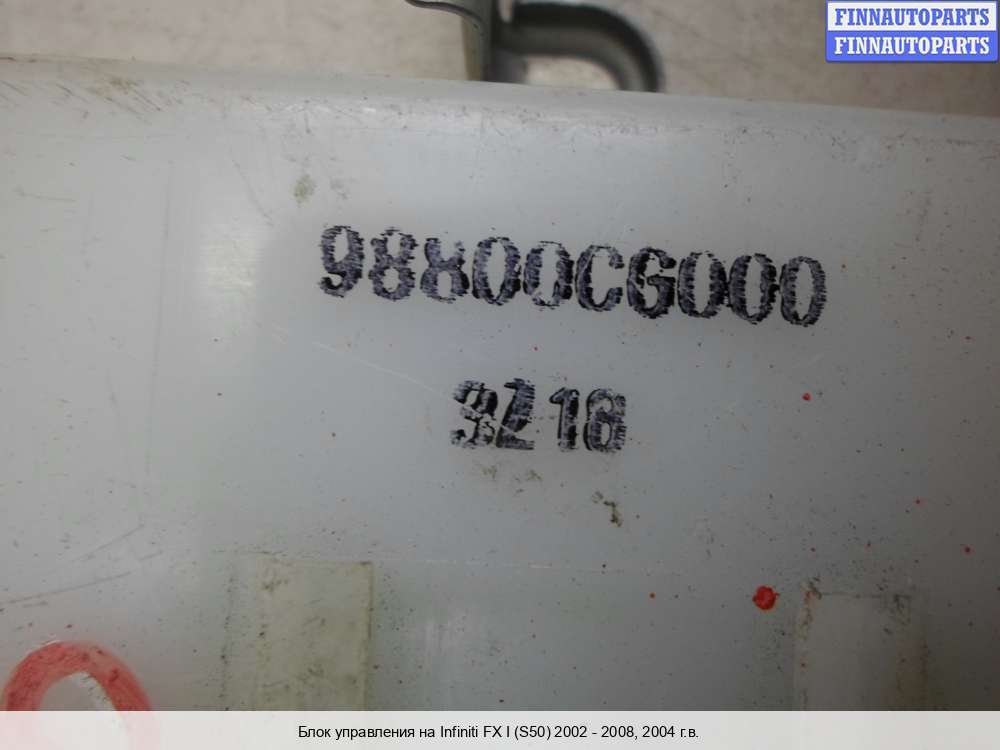 FINNAUTOPARTS
FINNAUTOPARTS
98800CG000
3Z16
Блок управления на Infiniti FX I (S50) 2002 - 2008, 2004 г.в.